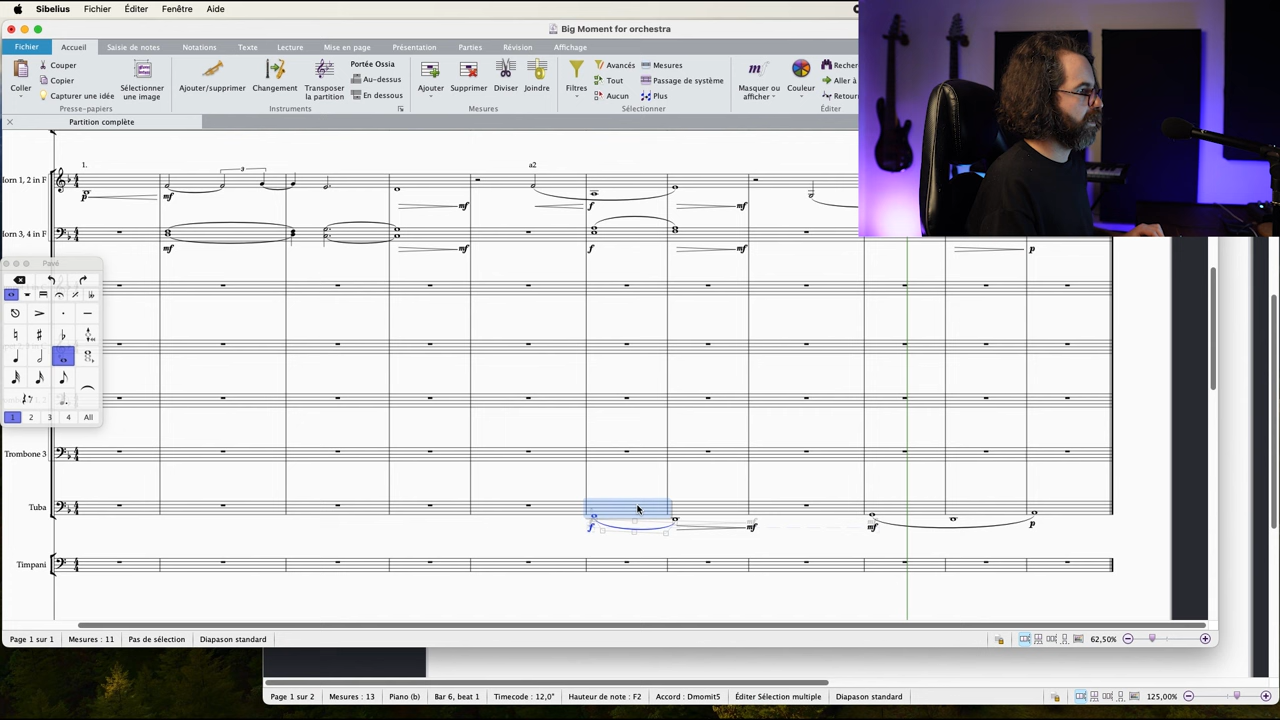 Sibelius Fichier Éditer Fenêtre Aide
Big Moment for orchestra
Fichier Accueil Saisie de notes Notations Texte Lecture Mise en page Présentation Parties Révision Affichage
Coller
Couper
Copier
Capturer une idée
Sélectionner
une image
Presse-papiers
Ajouter/supprimer
Changement
Transposer
la partition
Instruments
Portée Ossia
Au-dessus
En dessous
Ajouter
Supprimer
Diviser
Joindre
Mesures
Filtres
Avancés
Tout
Aucun
Mesures
Passage de système
Plus
Sélectionner
Masquer ou
afficher
Couleur
Éditer
Partition complète
1.
3
a2
Horn 1, 2 in F
p mf mf f mf
Horn 3, 4 in F
mf mf f mf p
Pavé
1 2 3 4 All
Trombone 3
Tuba
f mf mf p
Timpani
Page 1 sur 1 Mesures : 11 Pas de sélection Diapason standard 62,50%
Page 1 sur 2 Mesures : 13 Piano (b) Bar 6, beat 1 Timecode : 12,0" Hauteur de note : F2 Accord : Dmomit5 Éditer Sélection multiple Diapason standard 125,00%